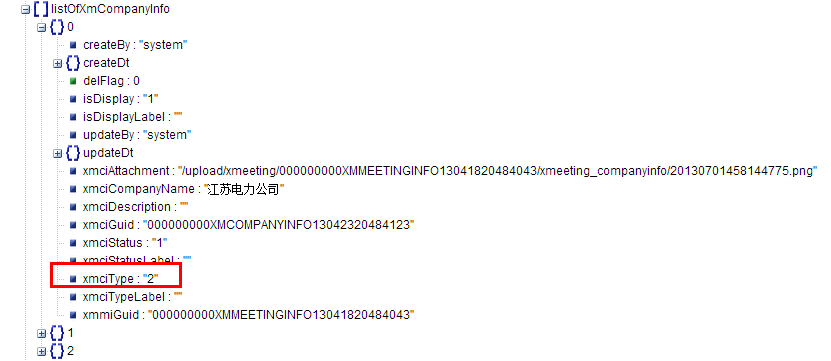 listOfXmCompanyInfo
0
createBy : "system"
createDt
delFlag : 0
isDisplay : "1"
isDisplayLabel : ""
updateBy : "system"
updateDt
xmciAttachment : "/upload/xmeeting/000000000XMMEETINGINFO13041820484043/xmeeting_companyinfo/20130701458144775.png"
xmciCompanyName : "江苏电力公司"
xmciDescription : ""
xmciGuid : "000000000XMCOMPANYINFO13042320484123"
xmciStatus : "1"
xmciStatusLabel : ""
xmciType : "2"
xmciTypeLabel : ""
xmmiGuid : "000000000XMMEETINGINFO13041820484043"
1
2